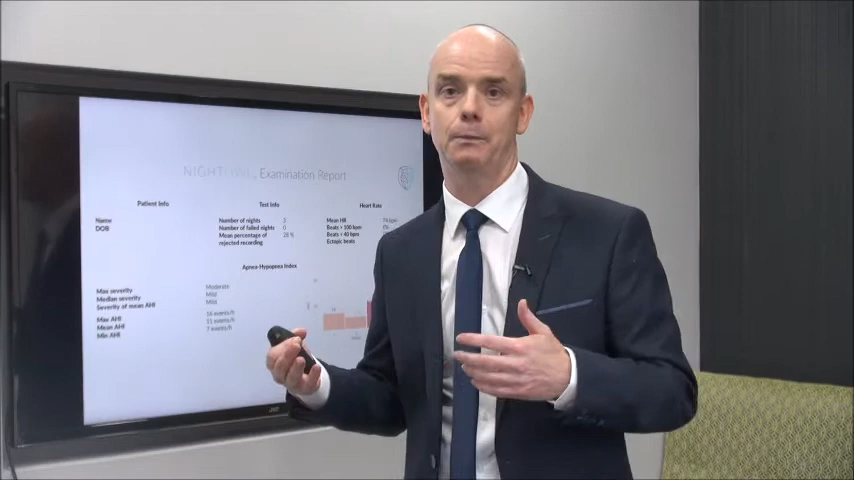 NIGHTOWL Examination Report
Patient Info
Test Info
Heart Rate
Name
DOB
Number of nights 3
Number of failed nights 0
Mean percentage of rejected recording 28 %
Mean HR
Beats > 100 bpm
Beats < 40 bpm
Ectopic beats
Apnea-Hypopnea Index
Max severity Moderate
Median severity Mild
Severity of mean AHI Mild
Max AHI 16 events/h
Mean AHI 11 events/h
Min AHI 7 events/h